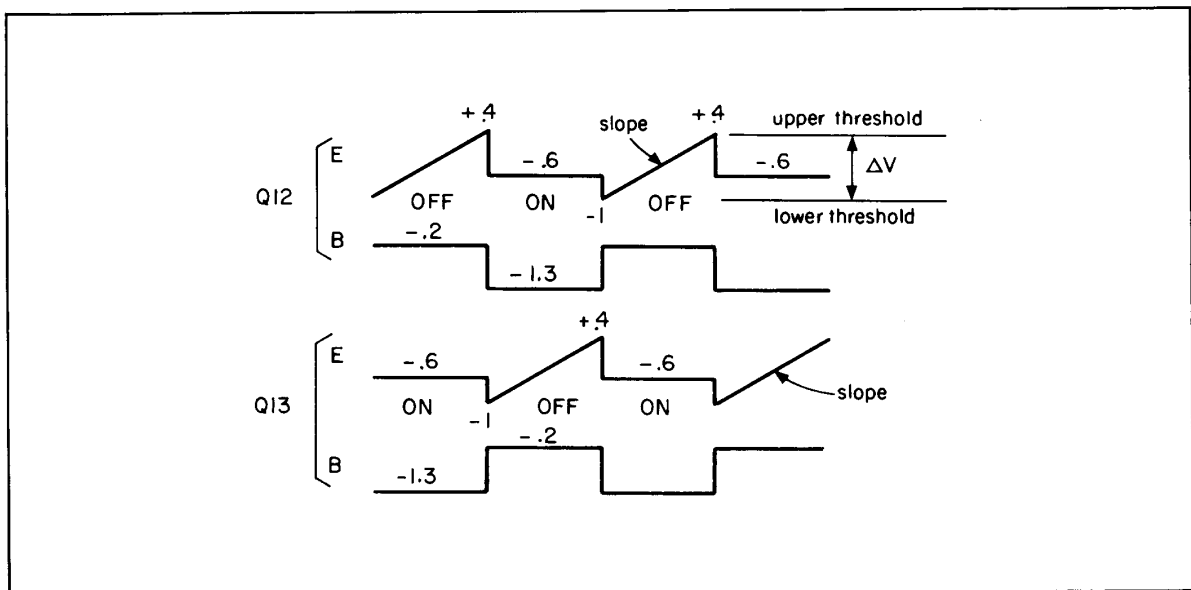 +.4
+.4
slope
upper threshold
E
-.6
-.6
ΔV
Q12
OFF
ON
OFF
-1
lower threshold
B
-.2
-1.3
+.4
E
-.6
-.6
slope
Q13
ON
OFF
ON
-1
-.2
B
-1.3